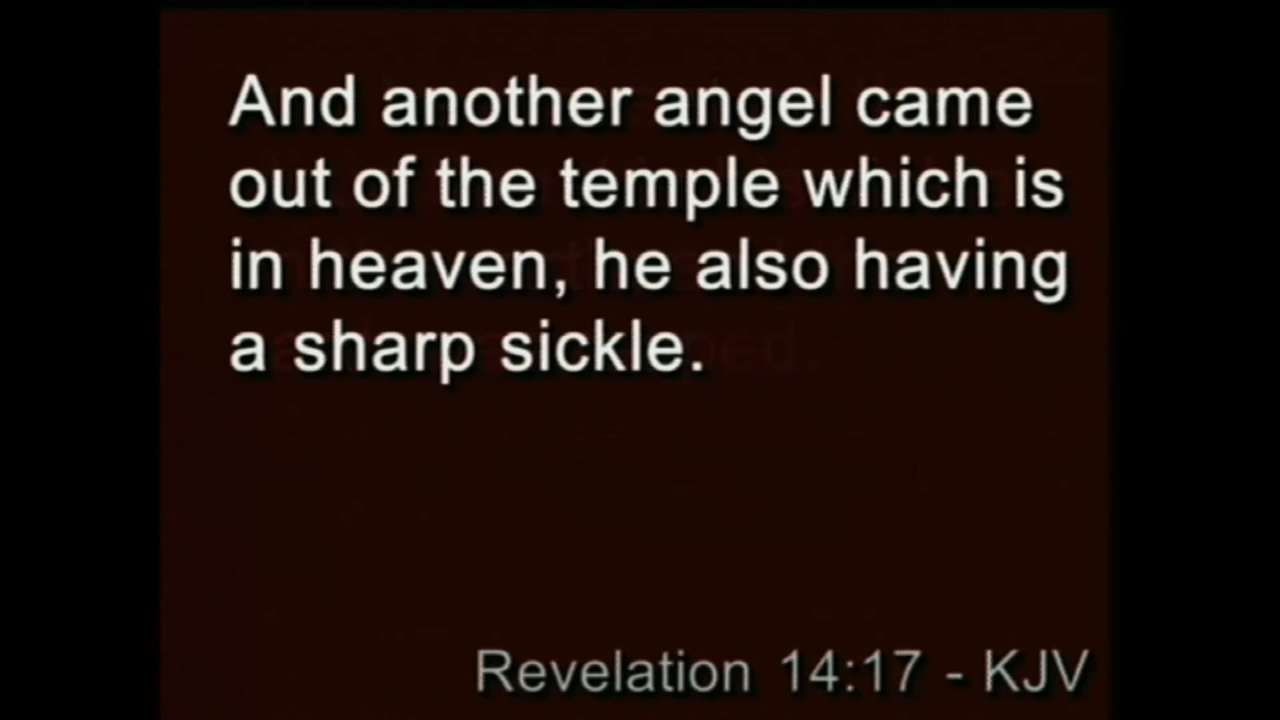 And another angel came
out of the temple which is
in heaven, he also having
a sharp sickle.
Revelation 14:17 - KJV